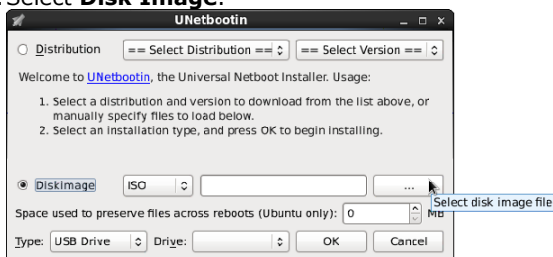 Select Disk Image.
UNetbootin
Distribution == Select Distribution == == Select Version ==
Welcome to UNetbootin, the Universal Netboot Installer. Usage:
1. Select a distribution and version to download from the list above, or
manually specify files to load below.
2. Select an installation type, and press OK to begin installing.
DiskImage ISO ...
Select disk image file
Space used to preserve files across reboots (Ubuntu only): 0 MB
Type: USB Drive Drive: OK Cancel